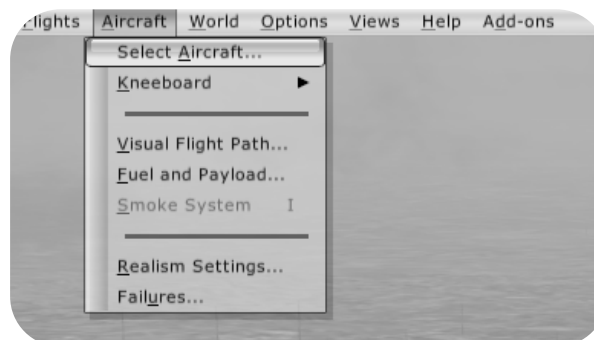 Flights Aircraft World Options Views Help Add-ons
Select Aircraft...
Kneeboard
Visual Flight Path...
Fuel and Payload...
Smoke System I
Realism Settings...
Failures...